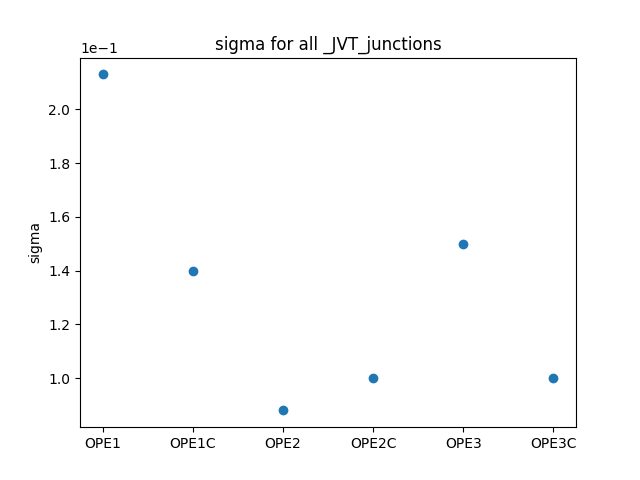 sigma for all _JVT_junctions
1e−1
2.0
1.8
1.6
1.4
1.2
1.0
sigma
OPE1 OPE1C OPE2 OPE2C OPE3 OPE3C